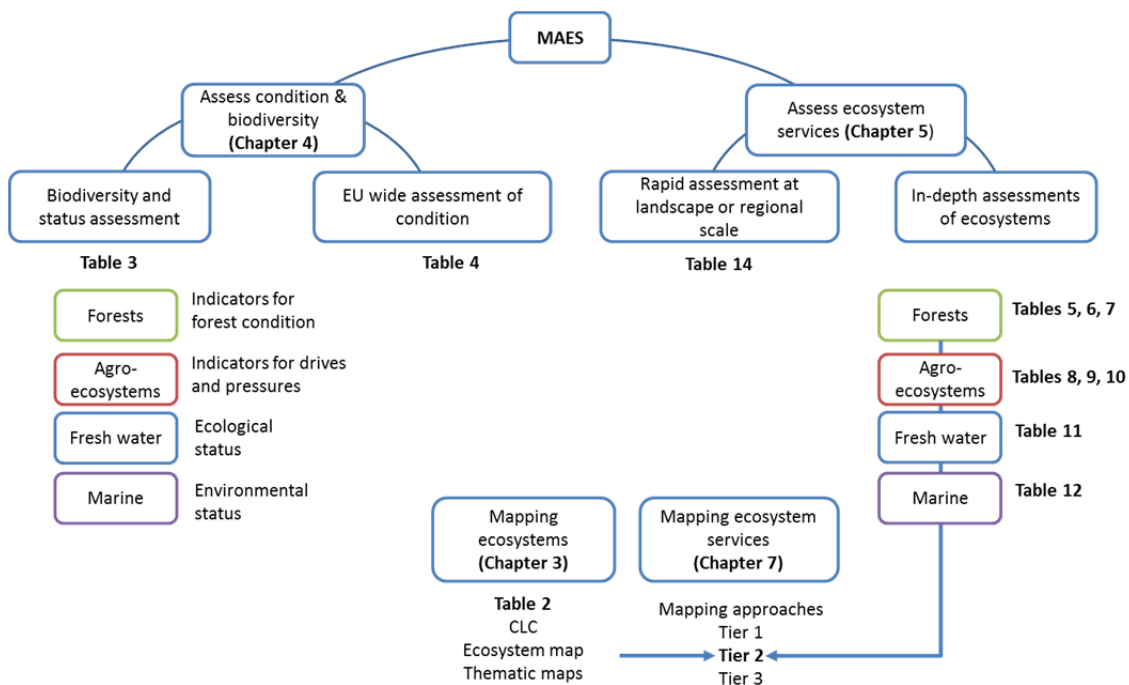 MAES
Assess condition &
biodiversity
(Chapter 4)
Assess ecosystem
services (Chapter 5)
Biodiversity and
status assessment
EU wide assessment of
condition
Rapid assessment at
landscape or regional
scale
In-depth assessments
of ecosystems
Table 3
Table 4
Table 14
Forests
Indicators for
forest condition
Agro-
ecosystems
Indicators for drives
and pressures
Fresh water
Ecological
status
Marine
Environmental
status
Forests
Tables 5, 6, 7
Agro-
ecosystems
Tables 8, 9, 10
Fresh water
Table 11
Marine
Table 12
Mapping
ecosystems
(Chapter 3)
Mapping ecosystem
services
(Chapter 7)
Table 2
CLC
Ecosystem map
Thematic maps
Mapping approaches
Tier 1
Tier 2
Tier 3